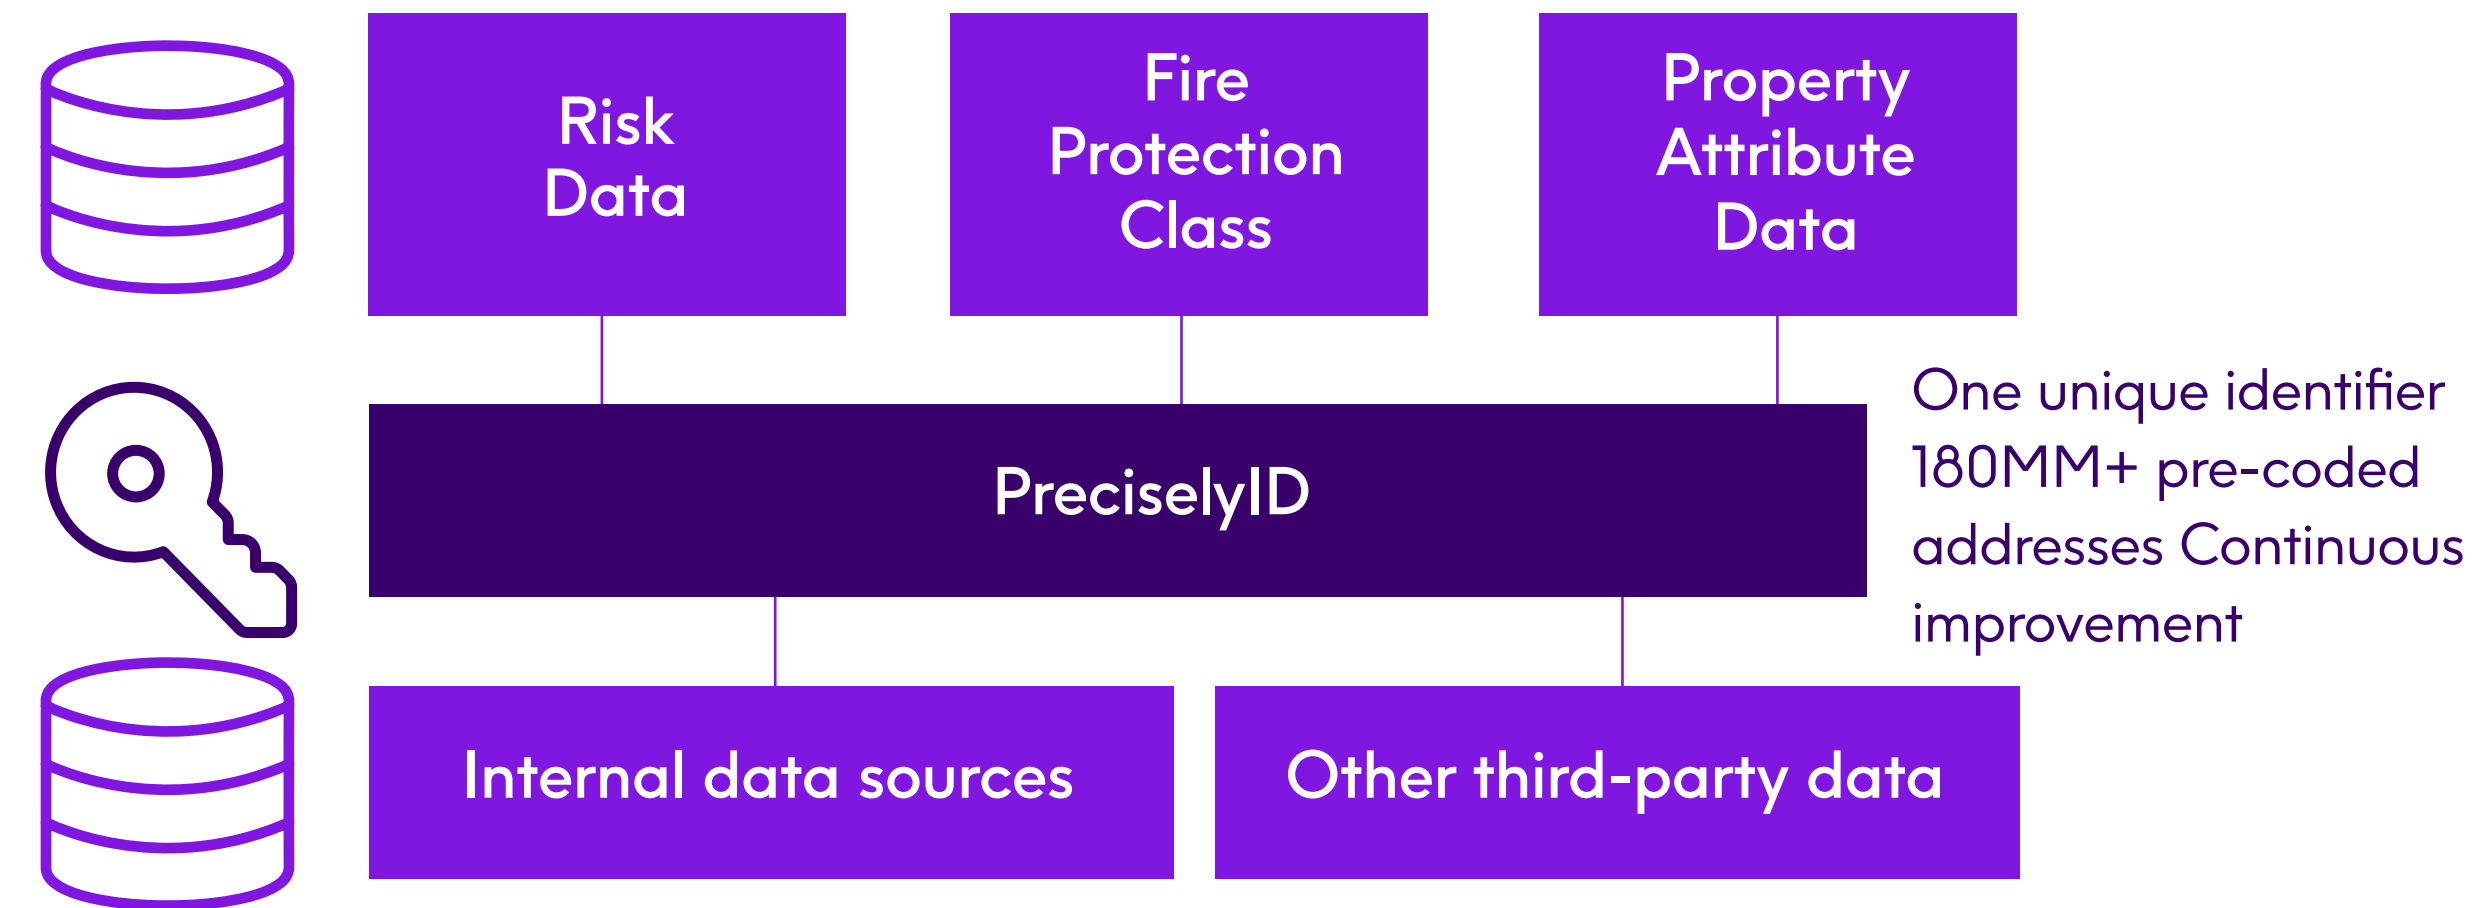 Risk
Data
Fire
Protection
Class
Property
Attribute
Data
PreciselyID
One unique identifier
180MM+ pre-coded
addresses Continuous
improvement
Internal data sources
Other third-party data